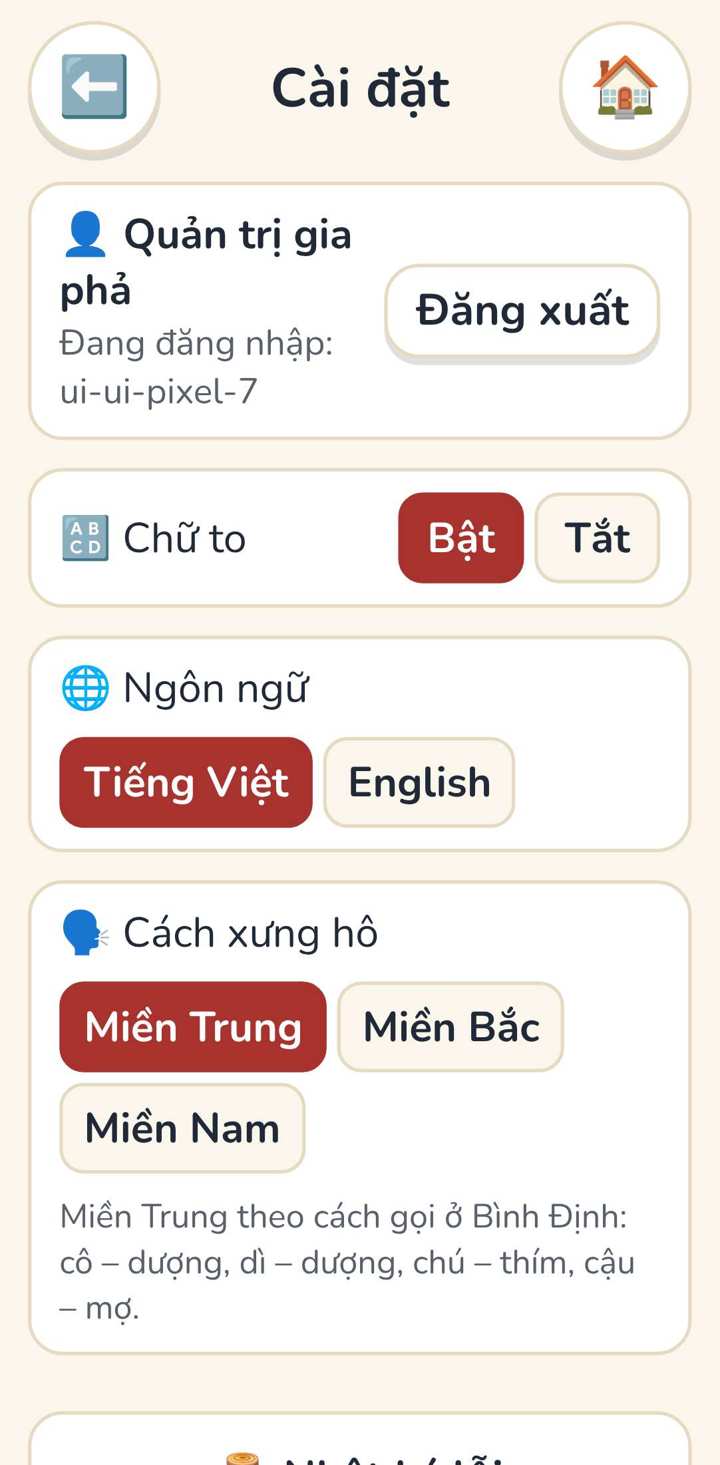 Cài đặt
Quản trị gia
phả
Đang đăng nhập:
ui-ui-pixel-7
Đăng xuất
Chữ to
Bật
Tắt
Ngôn ngữ
Tiếng Việt
English
Cách xưng hô
Miền Trung
Miền Bắc
Miền Nam
Miền Trung theo cách gọi ở Bình Định:
cô – dượng, dì – dượng, chú – thím, cậu
– mợ.